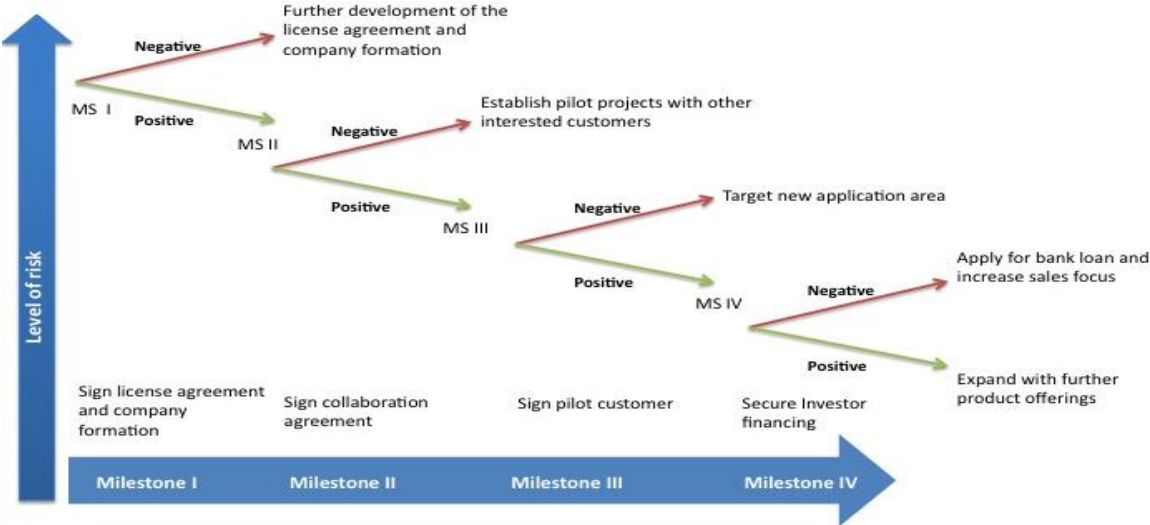 Further development of the
license agreement and
company formation
Negative
MS I
Positive
Establish pilot projects with other
interested customers
Negative
MS II
Positive
Target new application area
Negative
MS III
Positive
Apply for bank loan and
increase sales focus
Negative
MS IV
Positive
Expand with further
product offerings
Level of risk
Sign license agreement
and company
formation
Sign collaboration
agreement
Sign pilot customer
Secure Investor
financing
Milestone I
Milestone II
Milestone III
Milestone IV